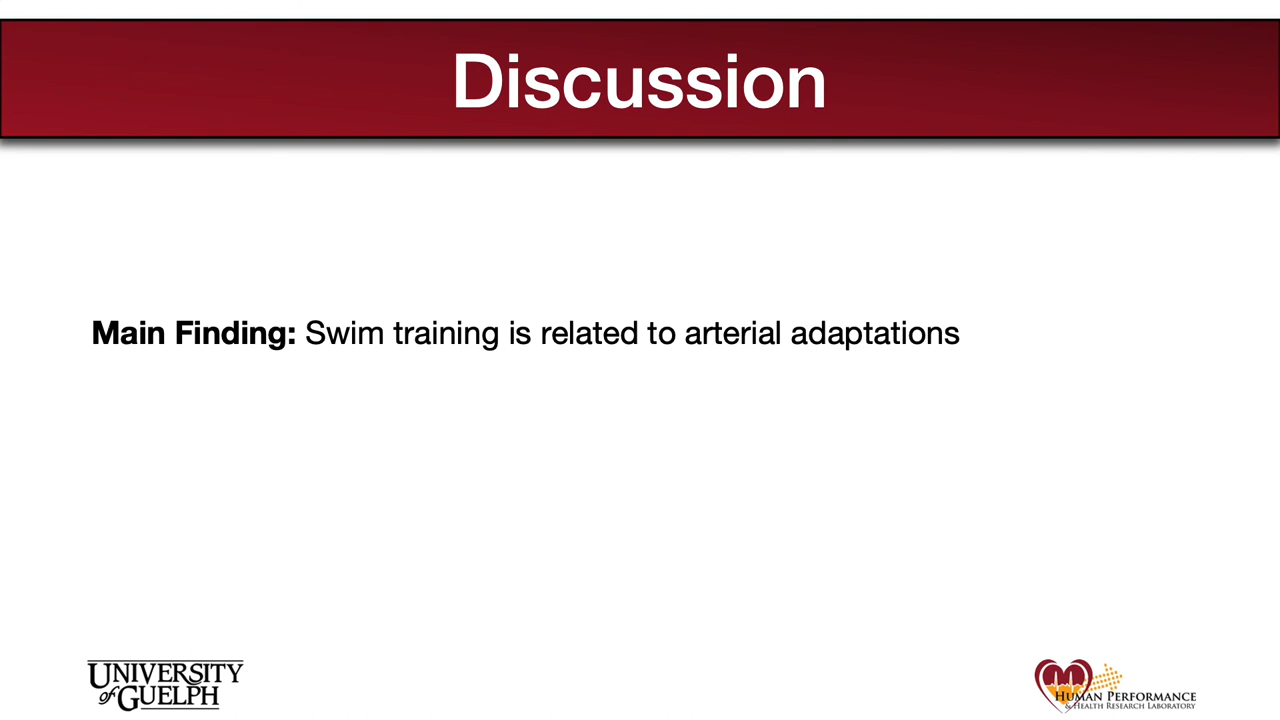 Discussion
Main Finding: Swim training is related to arterial adaptations
UNIVERSITY
of GUELPH
HUMAN PERFORMANCE
& HEALTH RESEARCH LABORATORY